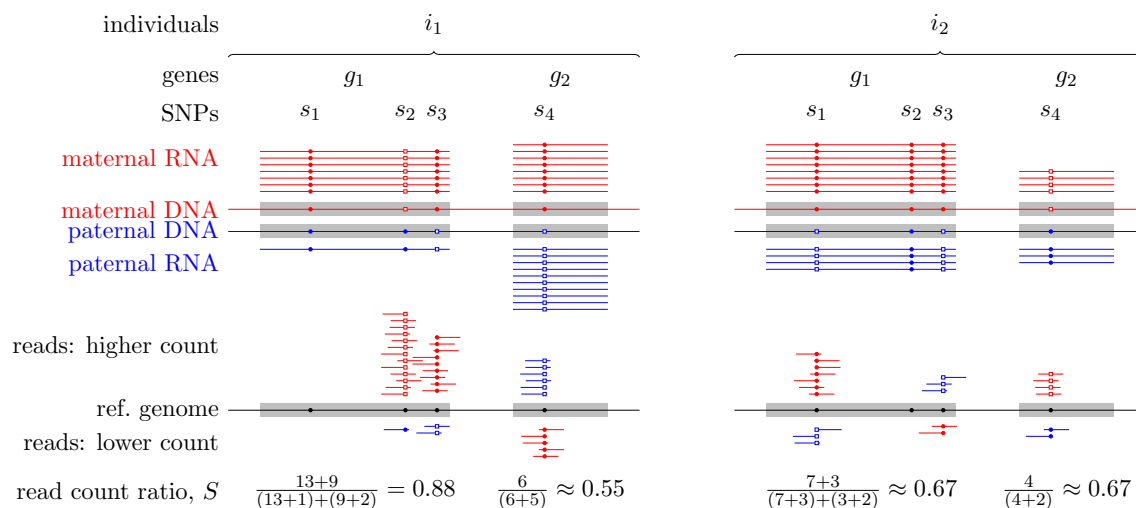 individuals i₁ i₂
genes g₁ g₂ g₁ g₂
SNPs s₁ s₂ s₃ s₄ s₁ s₂ s₃ s₄
maternal RNA
maternal DNA
paternal DNA
paternal RNA
reads: higher count
ref. genome
reads: lower count
read count ratio, S (13+9)/((13+1)+(9+2)) = 0.88 6/(6+5) ≈ 0.55 (7+3)/((7+3)+(3+2)) ≈ 0.67 4/(4+2) ≈ 0.67